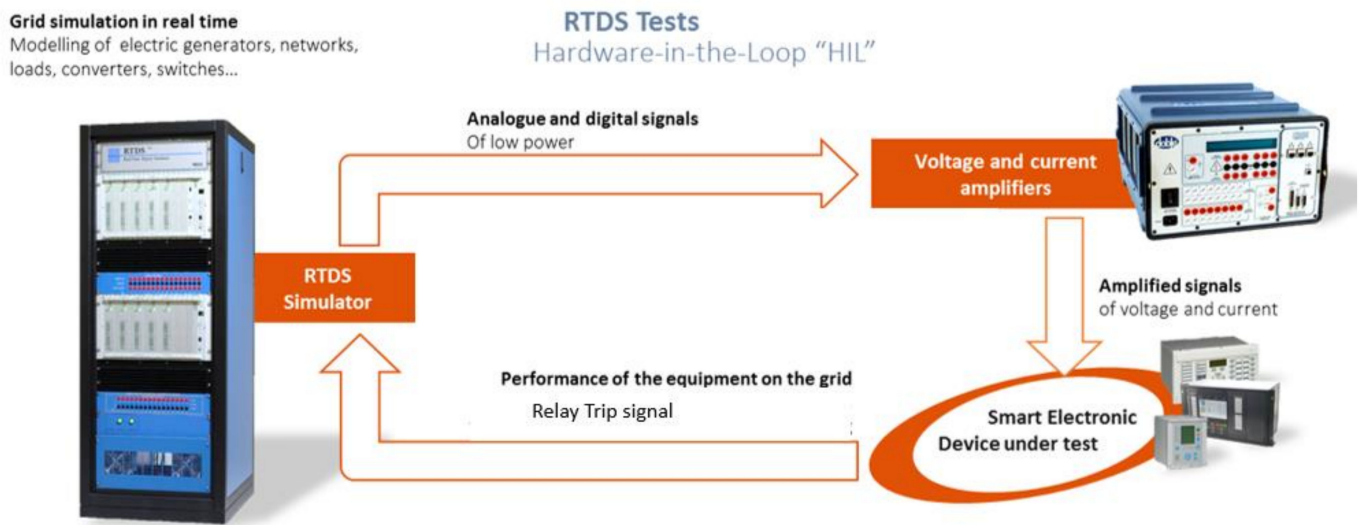 Grid simulation in real time
Modelling of electric generators, networks,
loads, converters, switches...
RTDS Tests
Hardware-in-the-Loop “HIL”
Analogue and digital signals
Of low power
Voltage and current
amplifiers
RTDS
RTDS
Simulator
Amplified signals
of voltage and current
Performance of the equipment on the grid
Relay Trip signal
Smart Electronic
Device under test